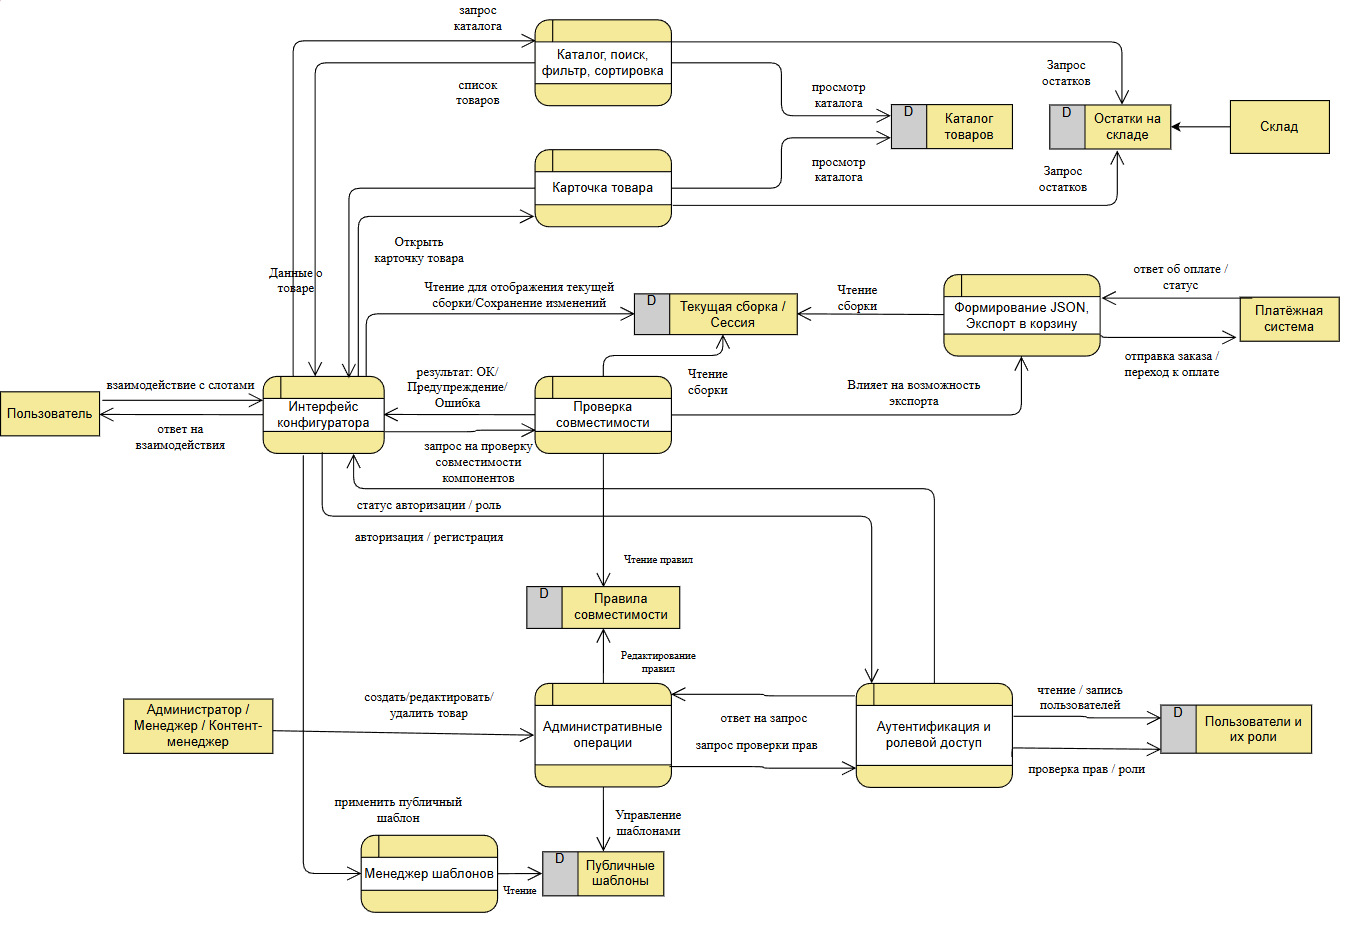 запрос
каталога
Каталог, поиск,
фильтр, сортировка
список
товаров
просмотр
каталога
Запрос
остатков
D
Каталог
товаров
D
Остатки на
складе
Склад
Карточка товара
просмотр
каталога
Запрос
остатков
Открыть
карточку товара
Данные о
товаре
Чтение для отображения текущей
сборки/Сохранение изменений
D
Текущая сборка /
Сессия
Чтение
сборки
Формирование JSON,
Экспорт в корзину
ответ об оплате /
статус
Платёжная
система
отправка заказа /
переход к оплате
Пользователь
взаимодействие с слотами
ответ на
взаимодействия
Интерфейс
конфигуратора
результат: ОК/
Предупреждение/
Ошибка
запрос на проверку
совместимости
компонентов
Проверка
совместимости
Чтение
сборки
Влияет на возможность
экспорта
статус авторизации / роль
авторизация / регистрация
Чтение правил
D
Правила
совместимости
Редактирование
правил
Администратор /
Менеджер / Контент-
менеджер
создать/редактировать/
удалить товар
Административные
операции
ответ на запрос
запрос проверки прав
Аутентификация и
ролевой доступ
чтение / запись
пользователей
проверка прав / роли
D
Пользователи и
их роли
применить публичный
шаблон
Менеджер шаблонов
Чтение
Управление
шаблонами
D
Публичные
шаблоны